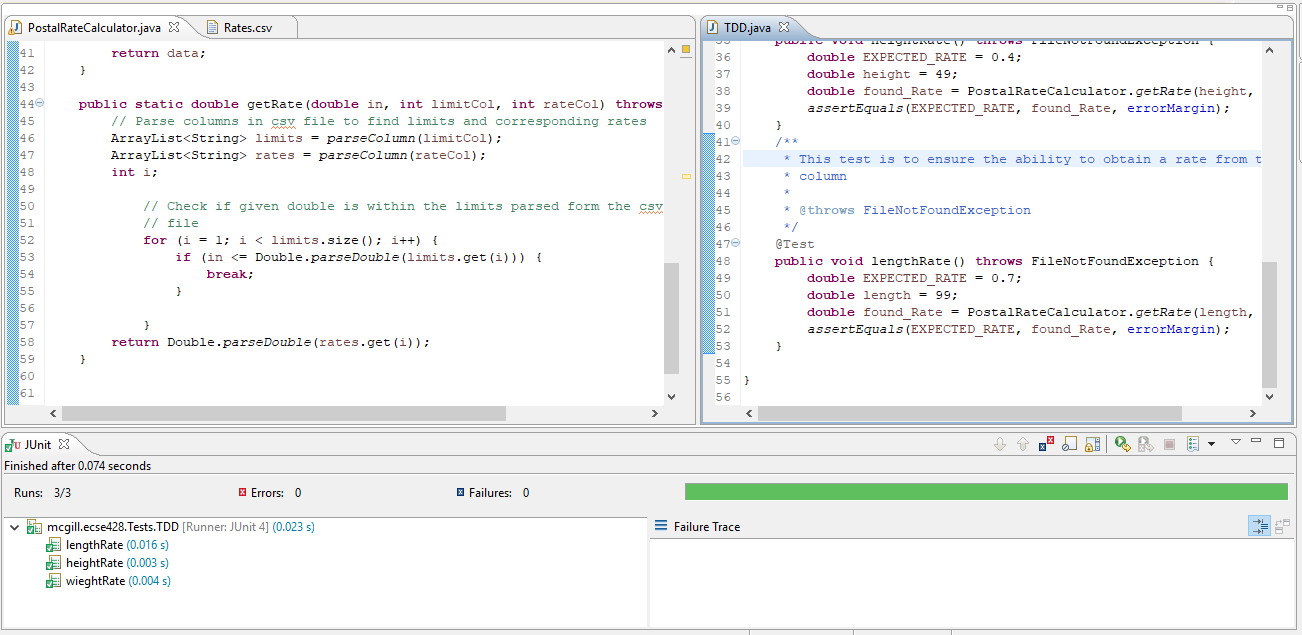 PostalRateCalculator.java
Rates.csv
41 return data;
42 }
43
44 public static double getRate(double in, int limitCol, int rateCol) throws
45 // Parse columns in csv file to find limits and corresponding rates
46 ArrayList<String> limits = parseColumn(limitCol);
47 ArrayList<String> rates = parseColumn(rateCol);
48 int i;
49
50 // Check if given double is within the limits parsed form the csv
51 // file
52 for (i = 1; i < limits.size(); i++) {
53 if (in <= Double.parseDouble(limits.get(i))) {
54 break;
55 }
56
57 }
58 return Double.parseDouble(rates.get(i));
59 }
60
61
TDD.java
35 public void heightRate() throws FileNotFoundException {
36 double EXPECTED_RATE = 0.4;
37 double height = 49;
38 double found_Rate = PostalRateCalculator.getRate(height,
39 assertEquals(EXPECTED_RATE, found_Rate, errorMargin);
40 }
41 /**
42 * This test is to ensure the ability to obtain a rate from t
43 * column
44 *
45 * @throws FileNotFoundException
46 */
47 @Test
48 public void lengthRate() throws FileNotFoundException {
49 double EXPECTED_RATE = 0.7;
50 double length = 99;
51 double found_Rate = PostalRateCalculator.getRate(length,
52 assertEquals(EXPECTED_RATE, found_Rate, errorMargin);
53 }
54
55 }
56
JUnit
Finished after 0.074 seconds
Runs: 3/3 Errors: 0 Failures: 0
mcgill.ecse428.Tests.TDD [Runner: JUnit 4] (0.023 s)
lengthRate (0.016 s)
heightRate (0.003 s)
wieghtRate (0.004 s)
Failure Trace